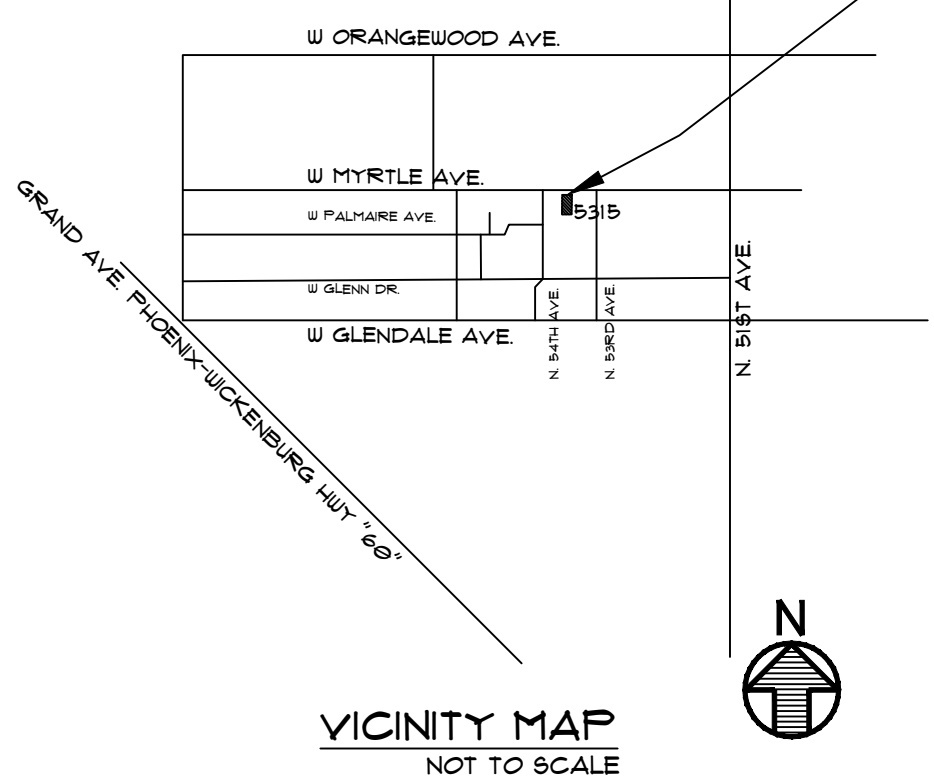 W ORANGEWOOD AVE.
W MYRTLE AVE.
W PALMAIRE AVE.
5315
GRAND AVE. PHOENIX-WICKENBURG HWY "60"
W GLENN DR.
W GLENDALE AVE.
N. 54TH AVE.
N. 53RD AVE.
N. 51ST AVE.
N
VICINITY MAP
NOT TO SCALE